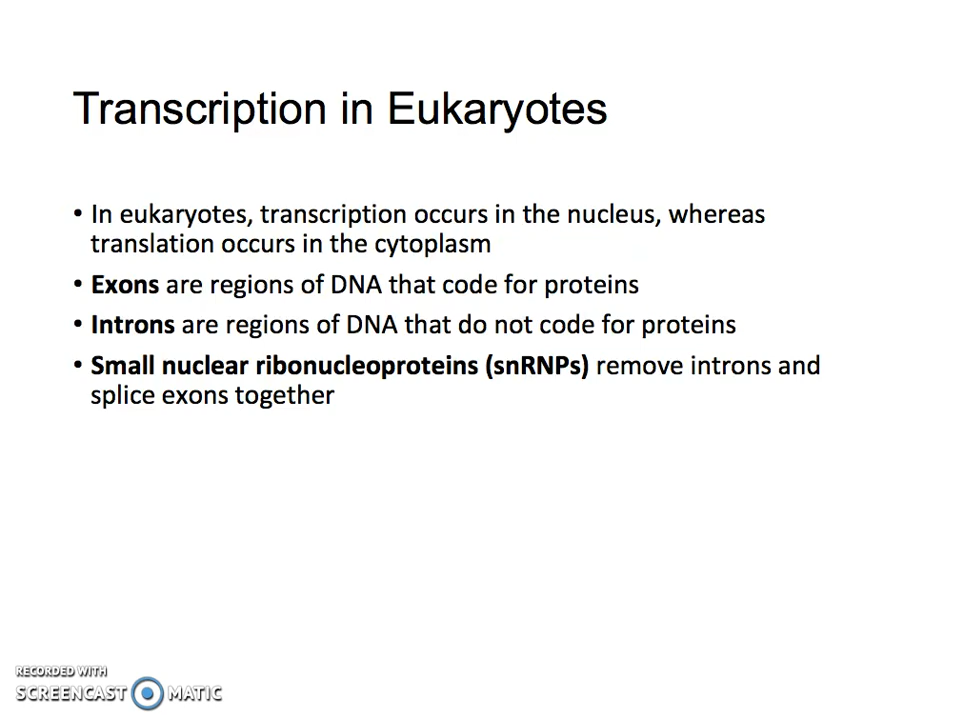 Transcription in Eukaryotes
• In eukaryotes, transcription occurs in the nucleus, whereas
translation occurs in the cytoplasm
• Exons are regions of DNA that code for proteins
• Introns are regions of DNA that do not code for proteins
• Small nuclear ribonucleoproteins (snRNPs) remove introns and
splice exons together
RECORDED WITH
SCREENCAST MATIC